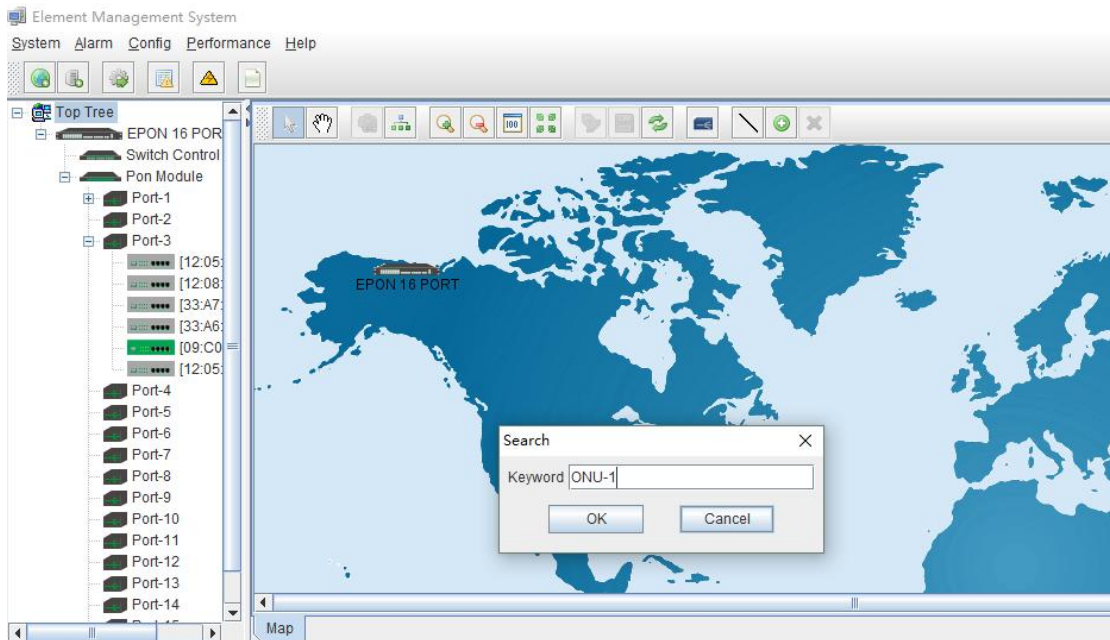 Element Management System
System Alarm Config Performance Help
Top Tree
EPON 16 POR
Switch Control
Pon Module
Port-1
Port-2
Port-3
[12:05:
[12:08:
[33:A7:
[33:A6:
[09:C0
[12:05:
Port-4
Port-5
Port-6
Port-7
Port-8
Port-9
Port-10
Port-11
Port-12
Port-13
Port-14
100
EPON 16 PORT
Search
Keyword ONU-1
OK Cancel
Map